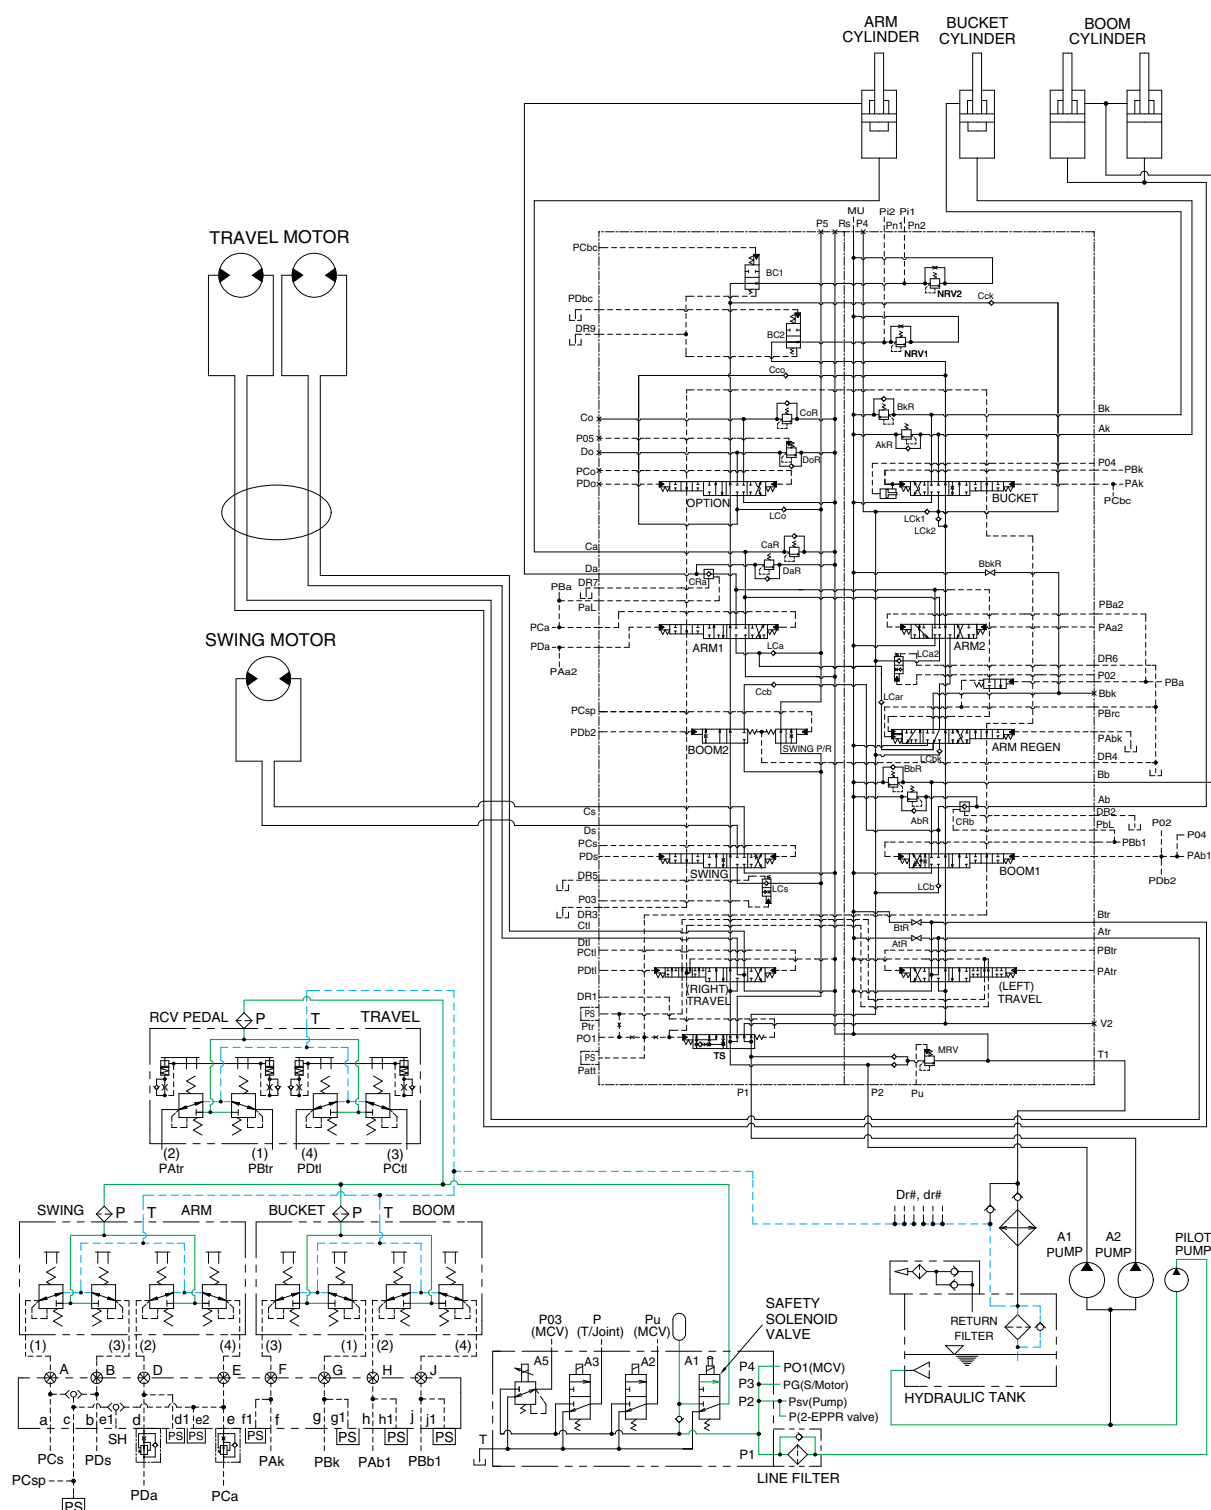 ARM
CYLINDER
BUCKET
CYLINDER
BOOM
CYLINDER
TRAVEL MOTOR
SWING MOTOR
P5 Rs MU P4 Pi2 Pn1 Pi1 Pn2
PCbc
BC1
NRV2
Cck
PDbc
DR9
BC2
NRV1
Cco
Co
CoR
BkR
Bk
P05
Do
DoR
AkR
Ak
PCo
PDo
P04
PBk
PAk
PCbc
OPTION
BUCKET
LCo
LCk1
LCk2
Ca
CaR
Da
CRa
DaR
BbkR
PBa
DR7
PaL
PBa2
PCa
PAa2
PDa
ARM1
ARM2
LCa
LCa2
DR6
PAa2
Ccb
P02
PBa
LCar
Bbk
PCsp
PBrc
PDb2
PAbk
BOOM2
SWING P/R
ARM REGEN
LCbk
DR4
BbR
Bb
Cs
AbR
CRb
Ab
DR2
Ds
PbL
P02
P04
PCs
PBb1
PDs
PAb1
SWING
BOOM1
PDb2
DR5
LCs
LCb
P03
DR3
Ctl
Btr
BtR
Dtl
AtR
Atr
PCtl
PBtr
PDtl
PAtr
(RIGHT)
TRAVEL
(LEFT)
TRAVEL
DR1
PS
Ptr
PO1
V2
PS
TS
MRV
T1
Patt
P1
P2
Pu
RCV PEDAL P T TRAVEL
(2) (1) (4) (3)
PAtr PBtr PDtl PCtl
SWING P T ARM
BUCKET P T BOOM
(1) (3) (2) (4)
(3) (1) (2) (4)
A B D E F G H J
a c b e1 d d1 e2 e f1 f g g1 h h1 j j1
SH PS PS PS PS PS PS
PCs PDs PAk PBk PAb1 PBb1
PCsp
PDa PCa
PS
Dr#, dr#
A1
PUMP
A2
PUMP
PILOT
PUMP
RETURN
FILTER
HYDRAULIC TANK
SAFETY
SOLENOID
VALVE
P03
(MCV)
P
(T/Joint)
Pu
(MCV)
A5 A3 A2 A1
P4 PO1(MCV)
P3 PG(S/Motor)
P2 Psv(Pump)
P(2-EPPR valve)
T
P1
LINE FILTER